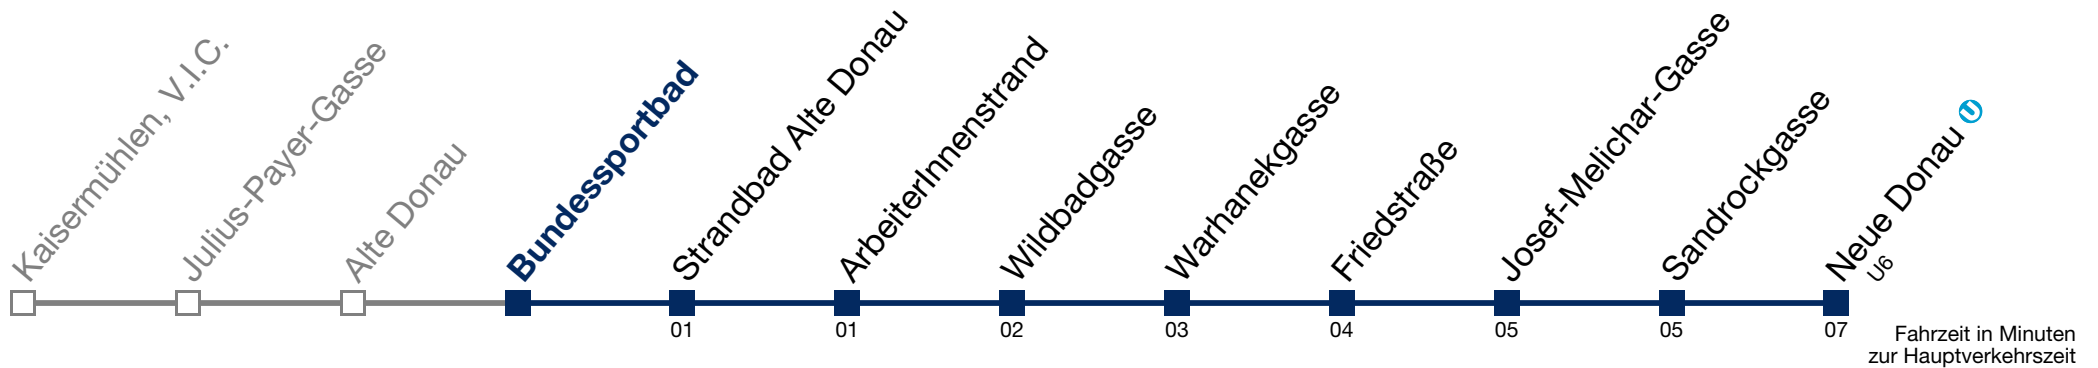 Kaisermühlen, V.I.C.
Julius-Payer-Gasse
Alte Donau
Bundessportbad
Strandbad Alte Donau
ArbeiterInnenstrand
Wildbadgasse
Warhanekgasse
Friedstraße
Josef-Melichar-Gasse
Sandrockgasse
Neue Donau U
U6
01
01
02
03
04
05
05
07
Fahrzeit in Minuten
zur Hauptverkehrszeit